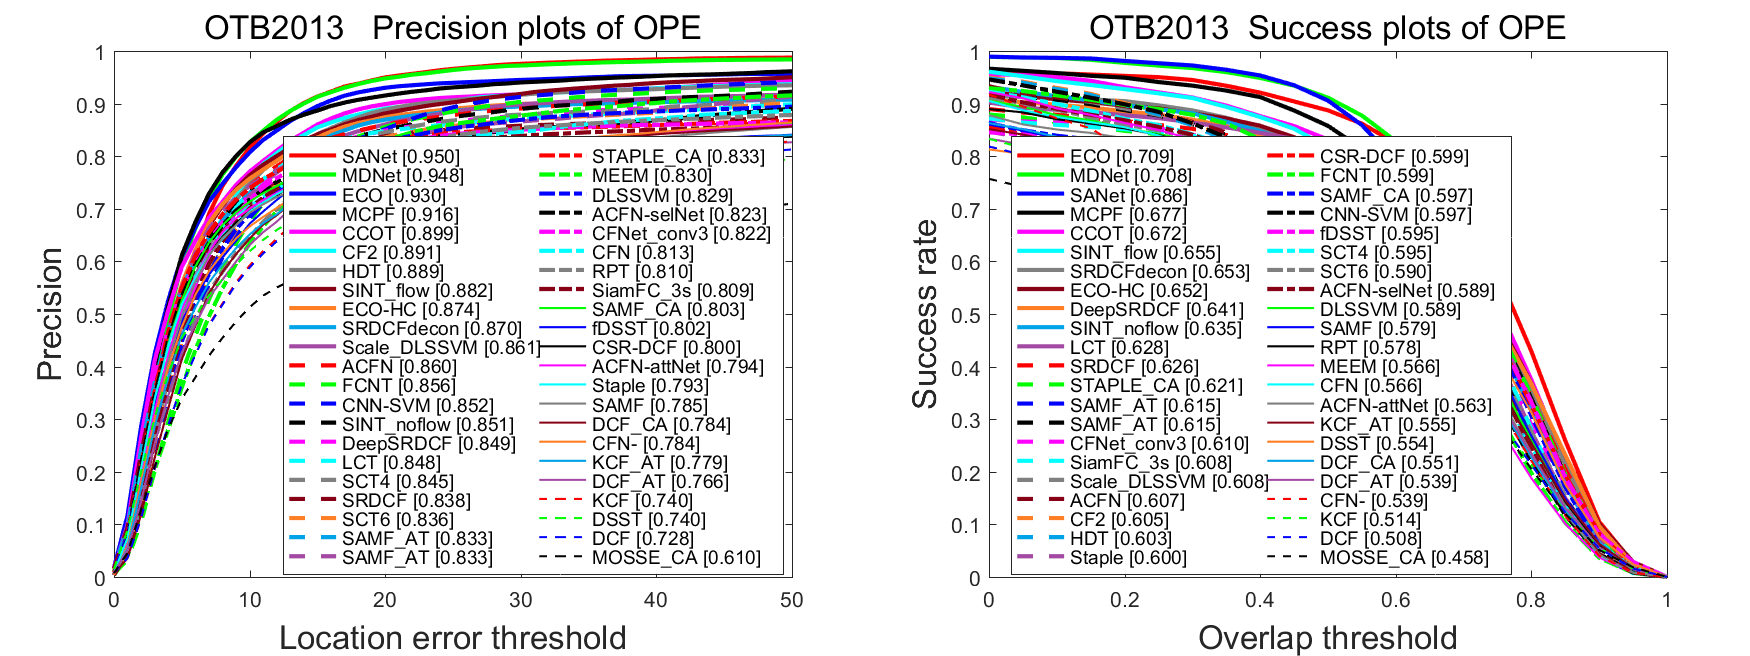 OTB2013   Precision plots of OPE
1
0.9
0.8
0.7
0.6
0.5
0.4
0.3
0.2
0.1
0
Precision
0
10
20
30
40
50
Location error threshold
SANet [0.950]
MDNet [0.948]
ECO [0.930]
MCPF [0.916]
CCOT [0.899]
CF2 [0.891]
HDT [0.889]
SINT_flow [0.882]
ECO-HC [0.874]
SRDCFdecon [0.870]
Scale_DLSSVM [0.861]
ACFN [0.860]
FCNT [0.856]
CNN-SVM [0.852]
SINT_noflow [0.851]
DeepSRDCF [0.849]
LCT [0.848]
SCT4 [0.845]
SRDCF [0.838]
SCT6 [0.836]
SAMF_AT [0.833]
SAMF_AT [0.833]
STAPLE_CA [0.833]
MEEM [0.830]
DLSSVM [0.829]
ACFN-selNet [0.823]
CFNet_conv3 [0.822]
CFN [0.813]
RPT [0.810]
SiamFC_3s [0.809]
SAMF_CA [0.803]
fDSST [0.802]
CSR-DCF [0.800]
ACFN-attNet [0.794]
Staple [0.793]
SAMF [0.785]
DCF_CA [0.784]
CFN- [0.784]
KCF_AT [0.779]
DCF_AT [0.766]
KCF [0.740]
DSST [0.740]
DCF [0.728]
MOSSE_CA [0.610]
OTB2013  Success plots of OPE
1
0.9
0.8
0.7
0.6
0.5
0.4
0.3
0.2
0.1
0
Success rate
0
0.2
0.4
0.6
0.8
1
Overlap threshold
ECO [0.709]
MDNet [0.708]
SANet [0.686]
MCPF [0.677]
CCOT [0.672]
SINT_flow [0.655]
SRDCFdecon [0.653]
ECO-HC [0.652]
DeepSRDCF [0.641]
SINT_noflow [0.635]
LCT [0.628]
SRDCF [0.626]
STAPLE_CA [0.621]
SAMF_AT [0.615]
SAMF_AT [0.615]
CFNet_conv3 [0.610]
SiamFC_3s [0.608]
Scale_DLSSVM [0.608]
ACFN [0.607]
CF2 [0.605]
HDT [0.603]
Staple [0.600]
CSR-DCF [0.599]
FCNT [0.599]
SAMF_CA [0.597]
CNN-SVM [0.597]
fDSST [0.595]
SCT4 [0.595]
SCT6 [0.590]
ACFN-selNet [0.589]
DLSSVM [0.589]
SAMF [0.579]
RPT [0.578]
MEEM [0.566]
CFN [0.566]
ACFN-attNet [0.563]
KCF_AT [0.555]
DSST [0.554]
DCF_CA [0.551]
DCF_AT [0.539]
CFN- [0.539]
KCF [0.514]
DCF [0.508]
MOSSE_CA [0.458]